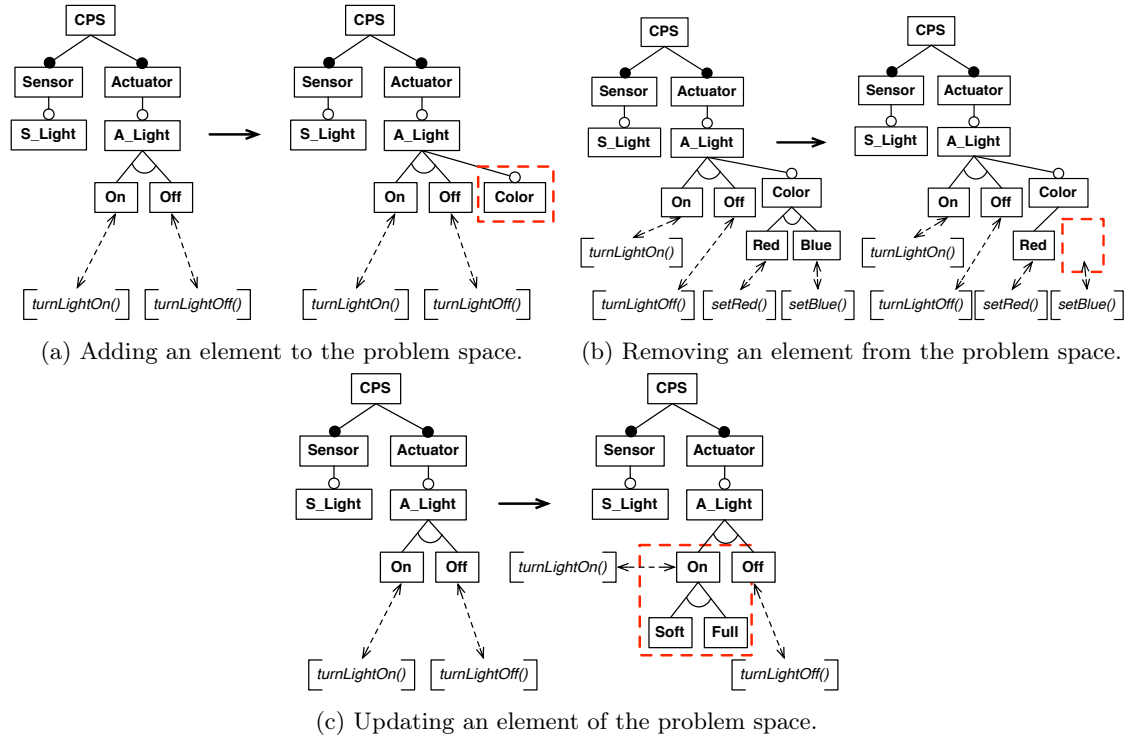 CPS
CPS
Sensor
Actuator
Sensor
Actuator
S_Light
A_Light
S_Light
A_Light
On
Off
On
Off
Color
turnLightOn()
turnLightOff()
turnLightOn()
turnLightOff()
(a) Adding an element to the problem space.
CPS
CPS
Sensor
Actuator
Sensor
Actuator
S_Light
A_Light
S_Light
A_Light
On
Off
Color
On
Off
Color
turnLightOn()
Red
Blue
turnLightOn()
Red
turnLightOff()
setRed()
setBlue()
turnLightOff()
setRed()
setBlue()
(b) Removing an element from the problem space.
CPS
CPS
Sensor
Actuator
Sensor
Actuator
S_Light
A_Light
S_Light
A_Light
On
Off
turnLightOn()
On
Off
Soft
Full
turnLightOn()
turnLightOff()
turnLightOff()
(c) Updating an element of the problem space.